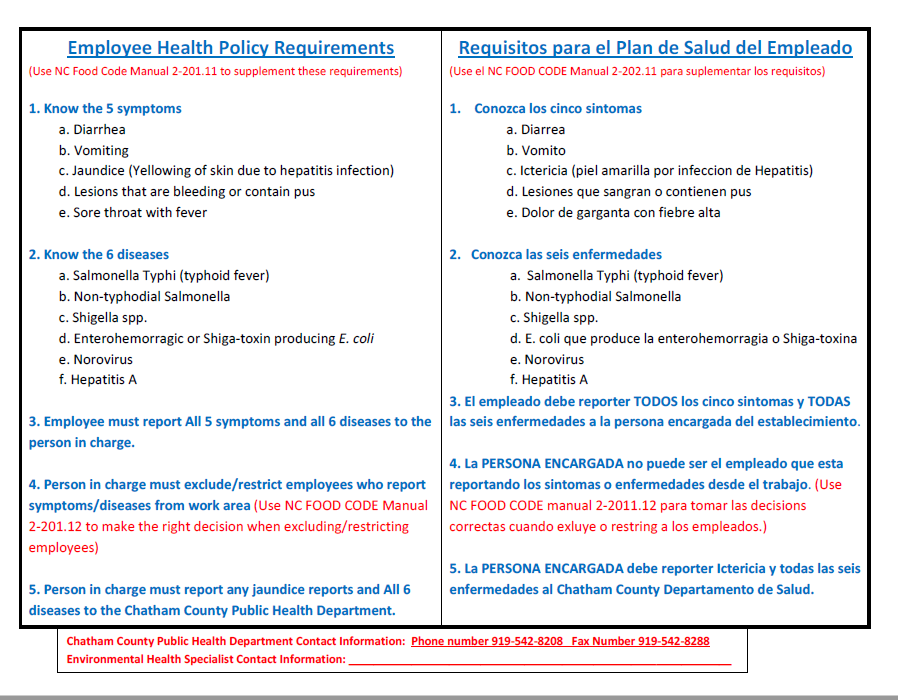 Employee Health Policy Requirements
(Use NC Food Code Manual 2-201.11 to supplement these requirements)
1. Know the 5 symptoms
a. Diarrhea
b. Vomiting
c. Jaundice (Yellowing of skin due to hepatitis infection)
d. Lesions that are bleeding or contain pus
e. Sore throat with fever
2. Know the 6 diseases
a. Salmonella Typhi (typhoid fever)
b. Non-typhodial Salmonella
c. Shigella spp.
d. Enterohemorragic or Shiga-toxin producing E. coli
e. Norovirus
f. Hepatitis A
3. Employee must report All 5 symptoms and all 6 diseases to the
person in charge.
4. Person in charge must exclude/restrict employees who report
symptoms/diseases from work area (Use NC FOOD CODE Manual
2-201.12 to make the right decision when excluding/restricting
employees)
5. Person in charge must report any jaundice reports and All 6
diseases to the Chatham County Public Health Department.
Requisitos para el Plan de Salud del Empleado
(Use el NC FOOD CODE Manual 2-202.11 para suplementar los requisitos)
1. Conozca los cinco sintomas
a. Diarrea
b. Vomito
c. Ictericia (piel amarilla por infeccion de Hepatitis)
d. Lesiones que sangran o contienen pus
e. Dolor de garganta con fiebre alta
2. Conozca las seis enfermedades
a. Salmonella Typhi (typhoid fever)
b. Non-typhodial Salmonella
c. Shigella spp.
d. E. coli que produce la enterohemorragia o Shiga-toxina
e. Norovirus
f. Hepatitis A
3. El empleado debe reporter TODOS los cinco sintomas y TODAS
las seis enfermedades a la persona encargada del establecimiento.
4. La PERSONA ENCARGADA no puede ser el empleado que esta
reportando los sintomas o enfermedades desde el trabajo. (Use
NC FOOD CODE manual 2-2011.12 para tomar las decisiones
correctas cuando exluye o restring a los empleados.)
5. La PERSONA ENCARGADA debe reporter Ictericia y todas las seis
enfermedades al Chatham County Departamento de Salud.
Chatham County Public Health Department Contact Information: Phone number 919-542-8208 Fax Number 919-542-8288
Environmental Health Specialist Contact Information: ____________________